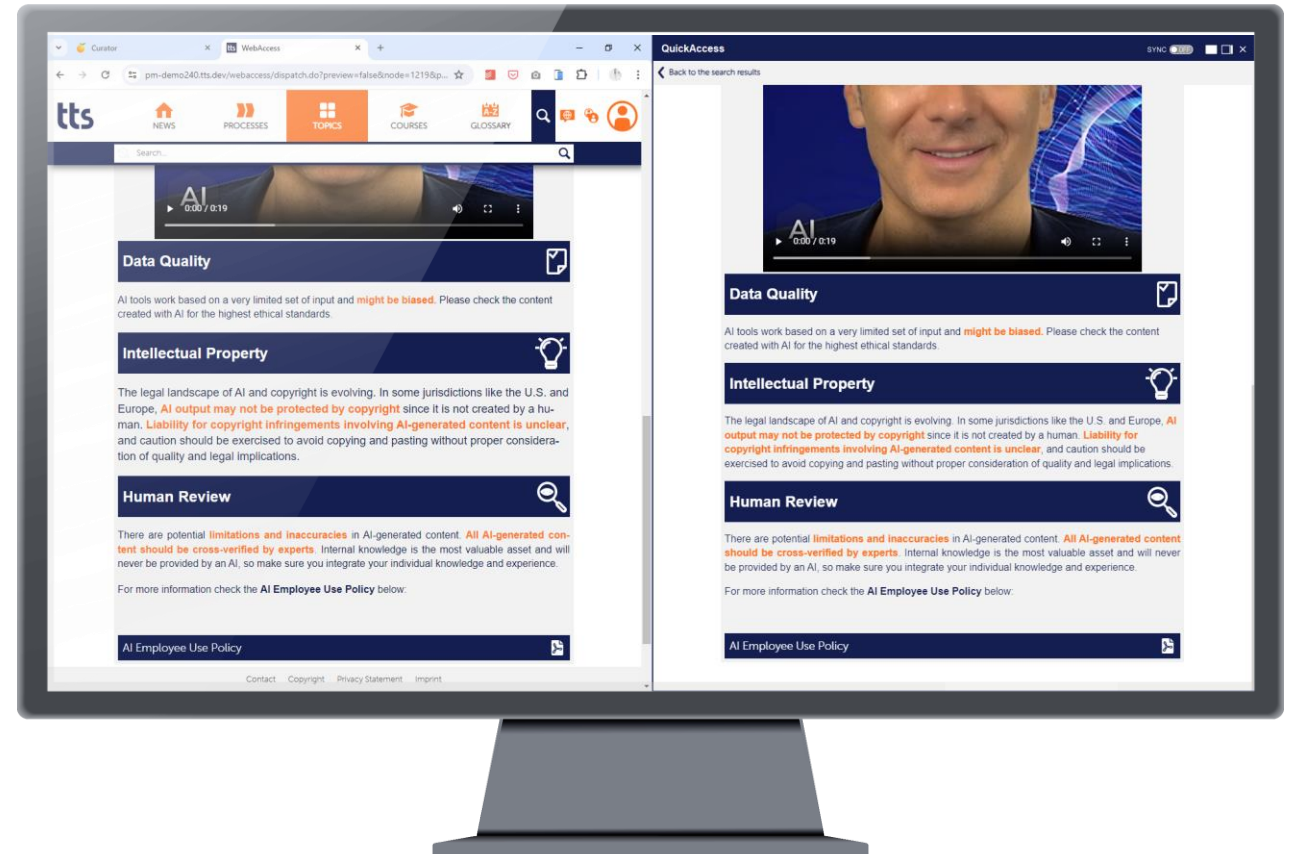 Curator
WebAccess
pm-demo240.tts.dev/webaccess/dispatch.do?preview=false&node=1219&p...
tts
NEWS
PROCESSES
TOPICS
COURSES
A-Z
GLOSSARY
Search...
AI
0:00 / 0:19
Data Quality
AI tools work based on a very limited set of input and might be biased. Please check the content
created with AI for the highest ethical standards.
Intellectual Property
The legal landscape of AI and copyright is evolving. In some jurisdictions like the U.S. and
Europe, AI output may not be protected by copyright since it is not created by a hu-
man. Liability for copyright infringements involving AI-generated content is unclear,
and caution should be exercised to avoid copying and pasting without proper considera-
tion of quality and legal implications.
Human Review
There are potential limitations and inaccuracies in AI-generated content. All AI-generated con-
tent should be cross-verified by experts. Internal knowledge is the most valuable asset and will
never be provided by an AI, so make sure you integrate your individual knowledge and experience.
For more information check the AI Employee Use Policy below:
AI Employee Use Policy
Contact Copyright Privacy Statement Imprint
QuickAccess
SYNC OFF
Back to the search results
AI
0:00 / 0:19
Data Quality
AI tools work based on a very limited set of input and might be biased. Please check the content
created with AI for the highest ethical standards.
Intellectual Property
The legal landscape of AI and copyright is evolving. In some jurisdictions like the U.S. and Europe, AI
output may not be protected by copyright since it is not created by a human. Liability for
copyright infringements involving AI-generated content is unclear, and caution should be
exercised to avoid copying and pasting without proper consideration of quality and legal implications.
Human Review
There are potential limitations and inaccuracies in AI-generated content. All AI-generated content
should be cross-verified by experts. Internal knowledge is the most valuable asset and will never
be provided by an AI, so make sure you integrate your individual knowledge and experience.
For more information check the AI Employee Use Policy below:
AI Employee Use Policy